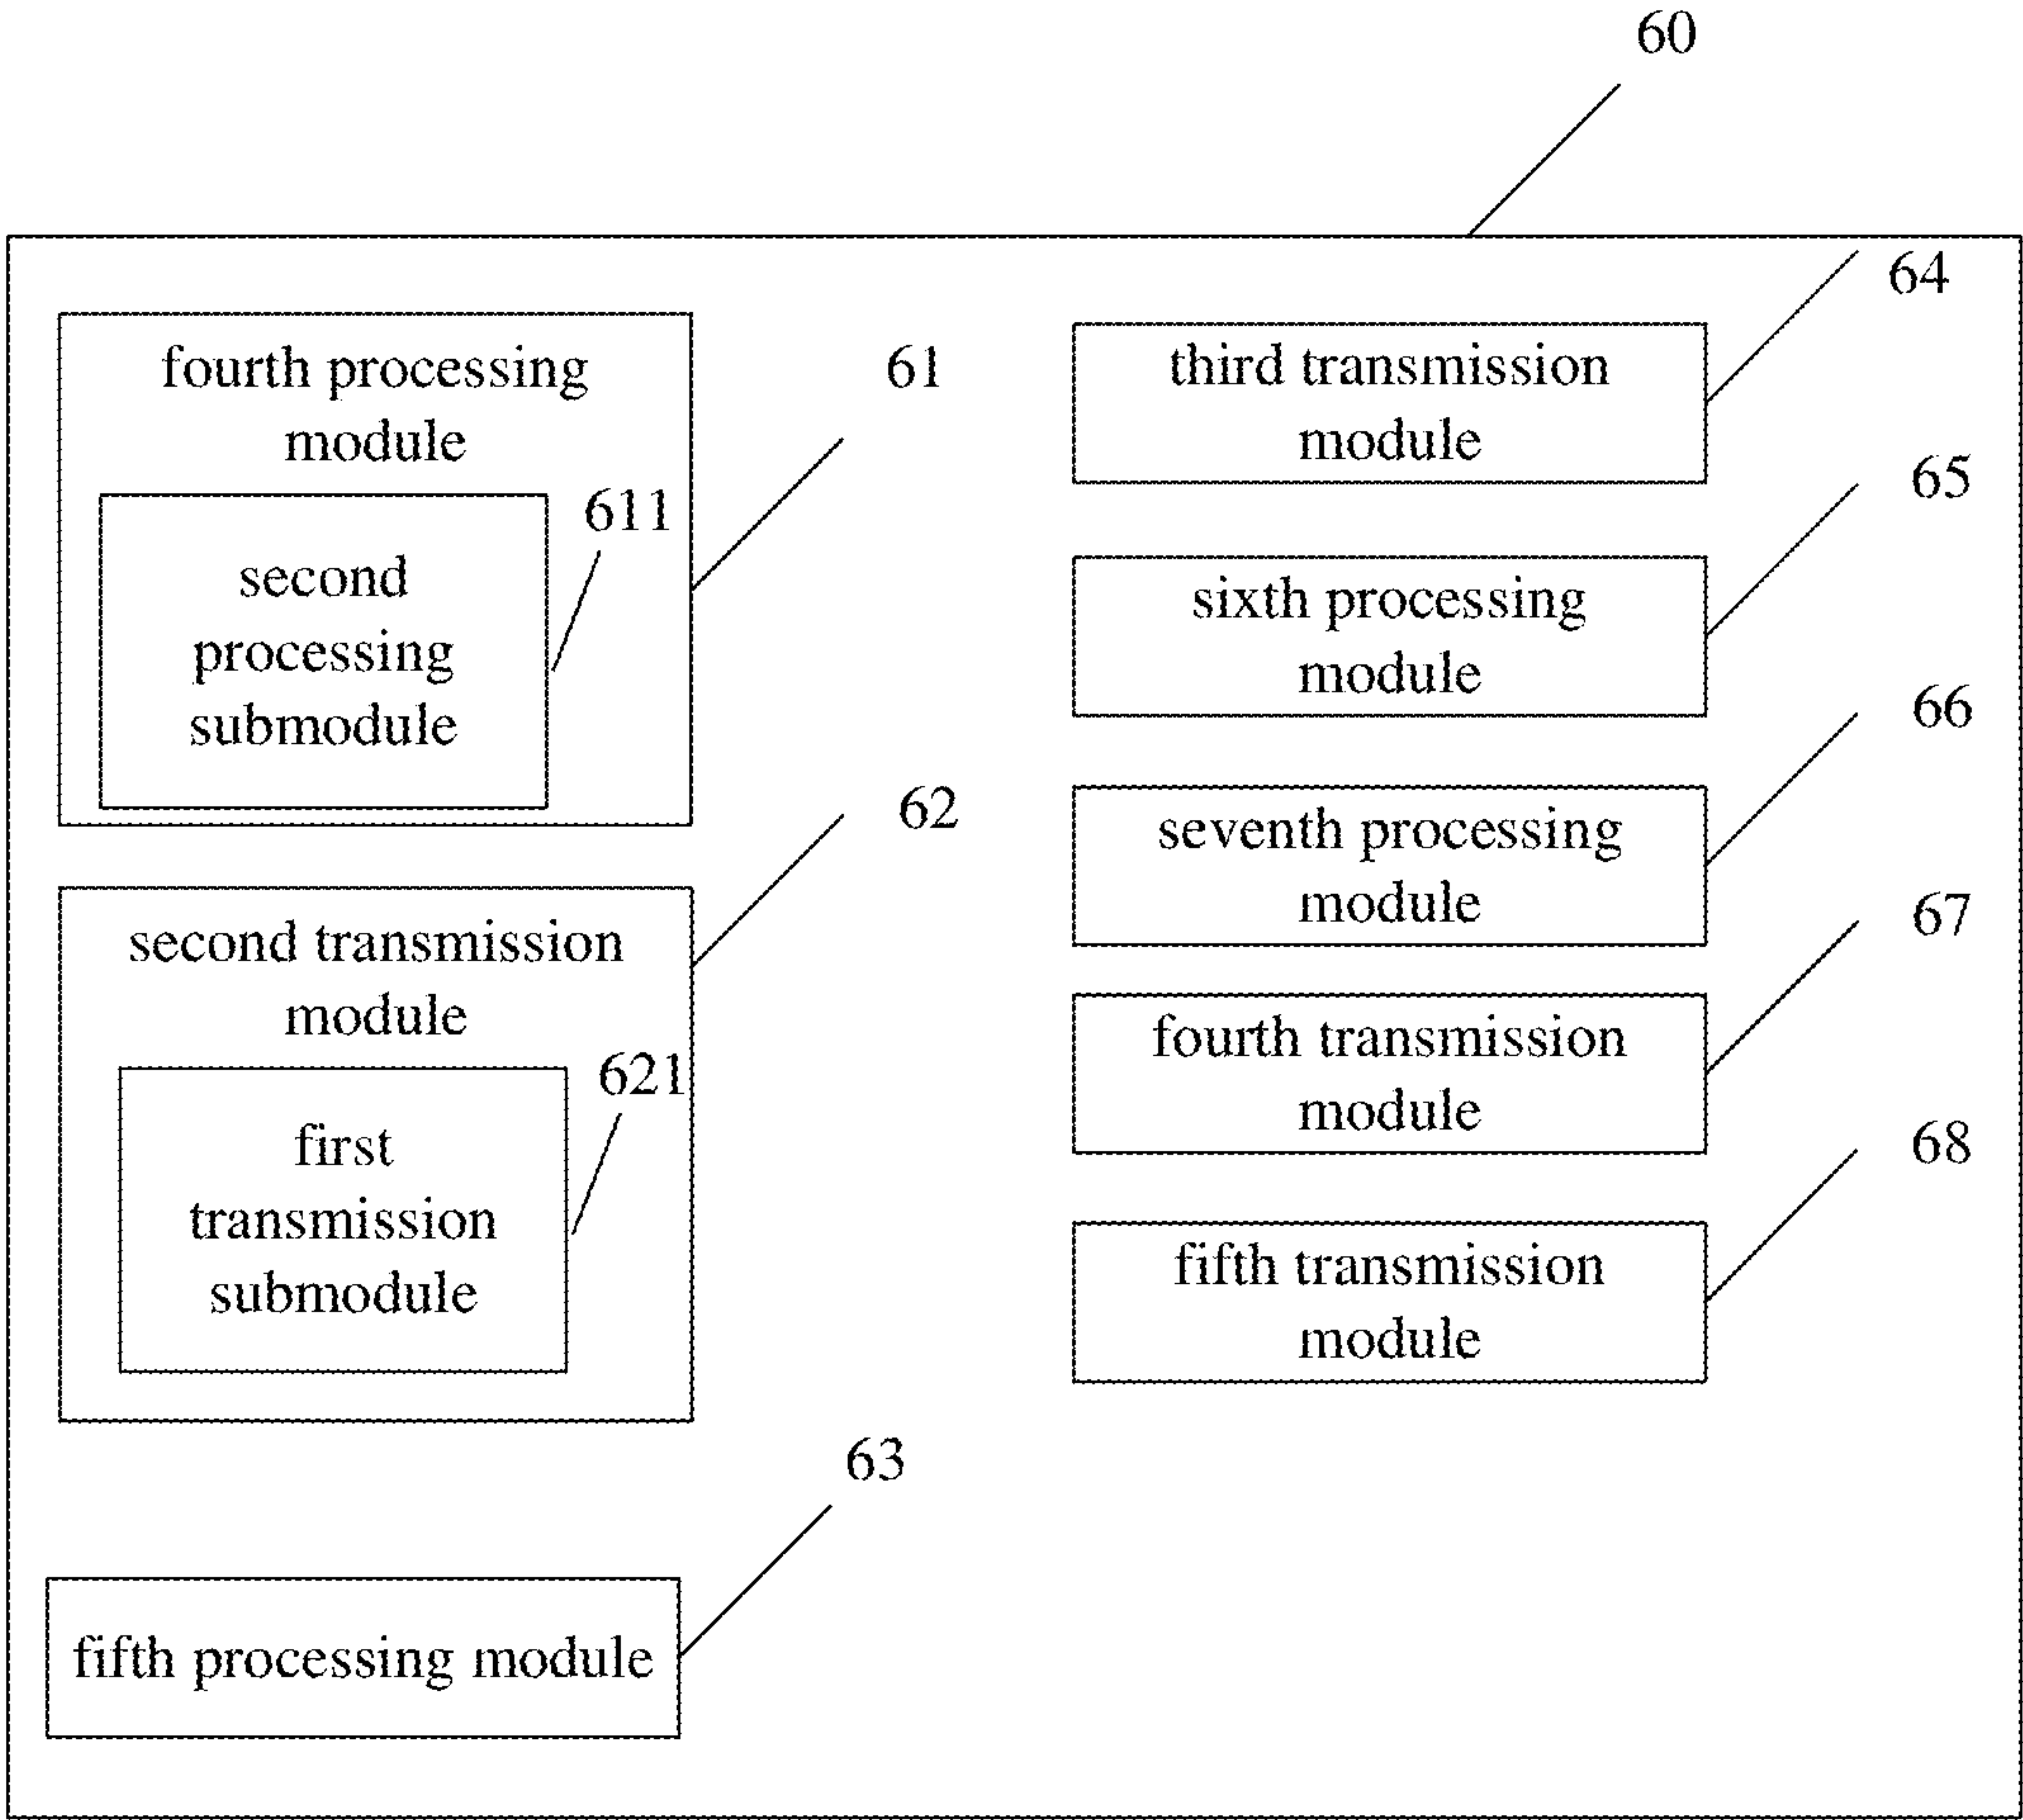 60
fourth processing
module
61
611
second
processing
submodule
second transmission
module
62
621
first
transmission
submodule
63
fifth processing module
64
third transmission
module
65
sixth processing
module
66
seventh processing
module
67
fourth transmission
module
68
fifth transmission
module